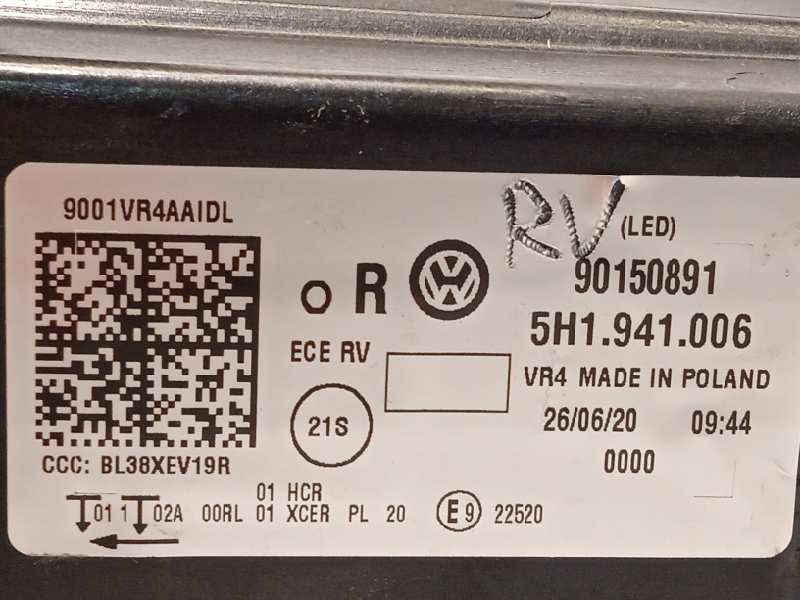 9001VR4AAIDL
RV
(LED)
o R
90150891
5H1.941.006
ECE RV
VR4 MADE IN POLAND
21S
26/06/20 09:44
0000
CCC: BL38XEV19R
01 HCR
01 1 02A 00RL 01 XCER PL 20 E9 22520